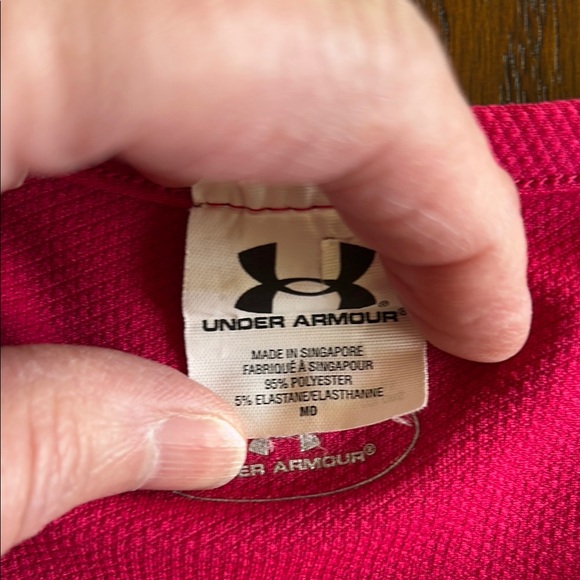 UNDER ARMOUR®
MADE IN SINGAPORE
FABRIQUÉ À SINGAPOUR
95% POLYESTER
5% ELASTANE/ELASTHANNE
MD
ER ARMOUR®